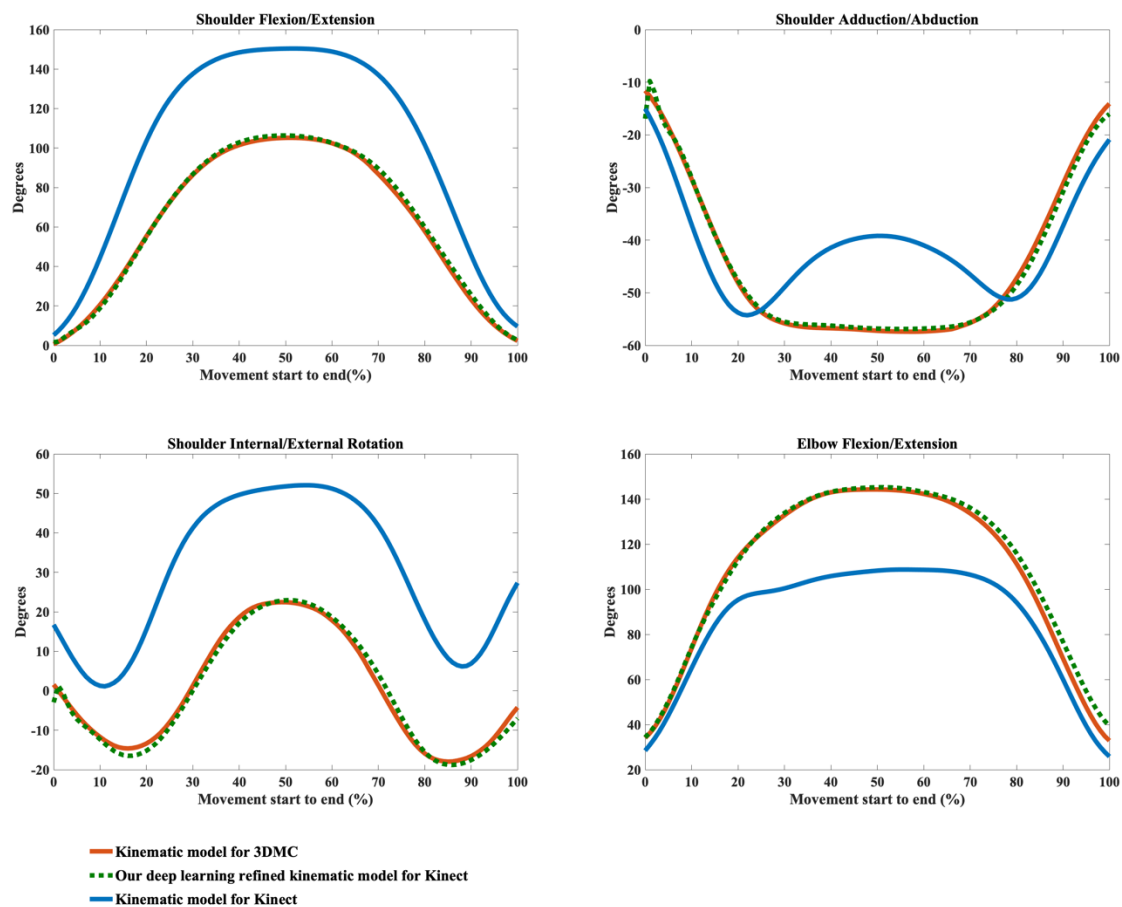 Shoulder Flexion/Extension
160
140
120
100
80
60
40
20
0
Degrees
0 10 20 30 40 50 60 70 80 90 100
Movement start to end(%)
Shoulder Adduction/Abduction
0
-10
-20
-30
-40
-50
-60
Degrees
0 10 20 30 40 50 60 70 80 90 100
Movement start to end (%)
Shoulder Internal/External Rotation
60
50
40
30
20
10
0
-10
-20
Degrees
0 10 20 30 40 50 60 70 80 90 100
Movement start to end (%)
Elbow Flexion/Extension
160
140
120
100
80
60
40
20
Degrees
0 10 20 30 40 50 60 70 80 90 100
Movement start to end (%)
Kinematic model for 3DMC
Our deep learning refined kinematic model for Kinect
Kinematic model for Kinect